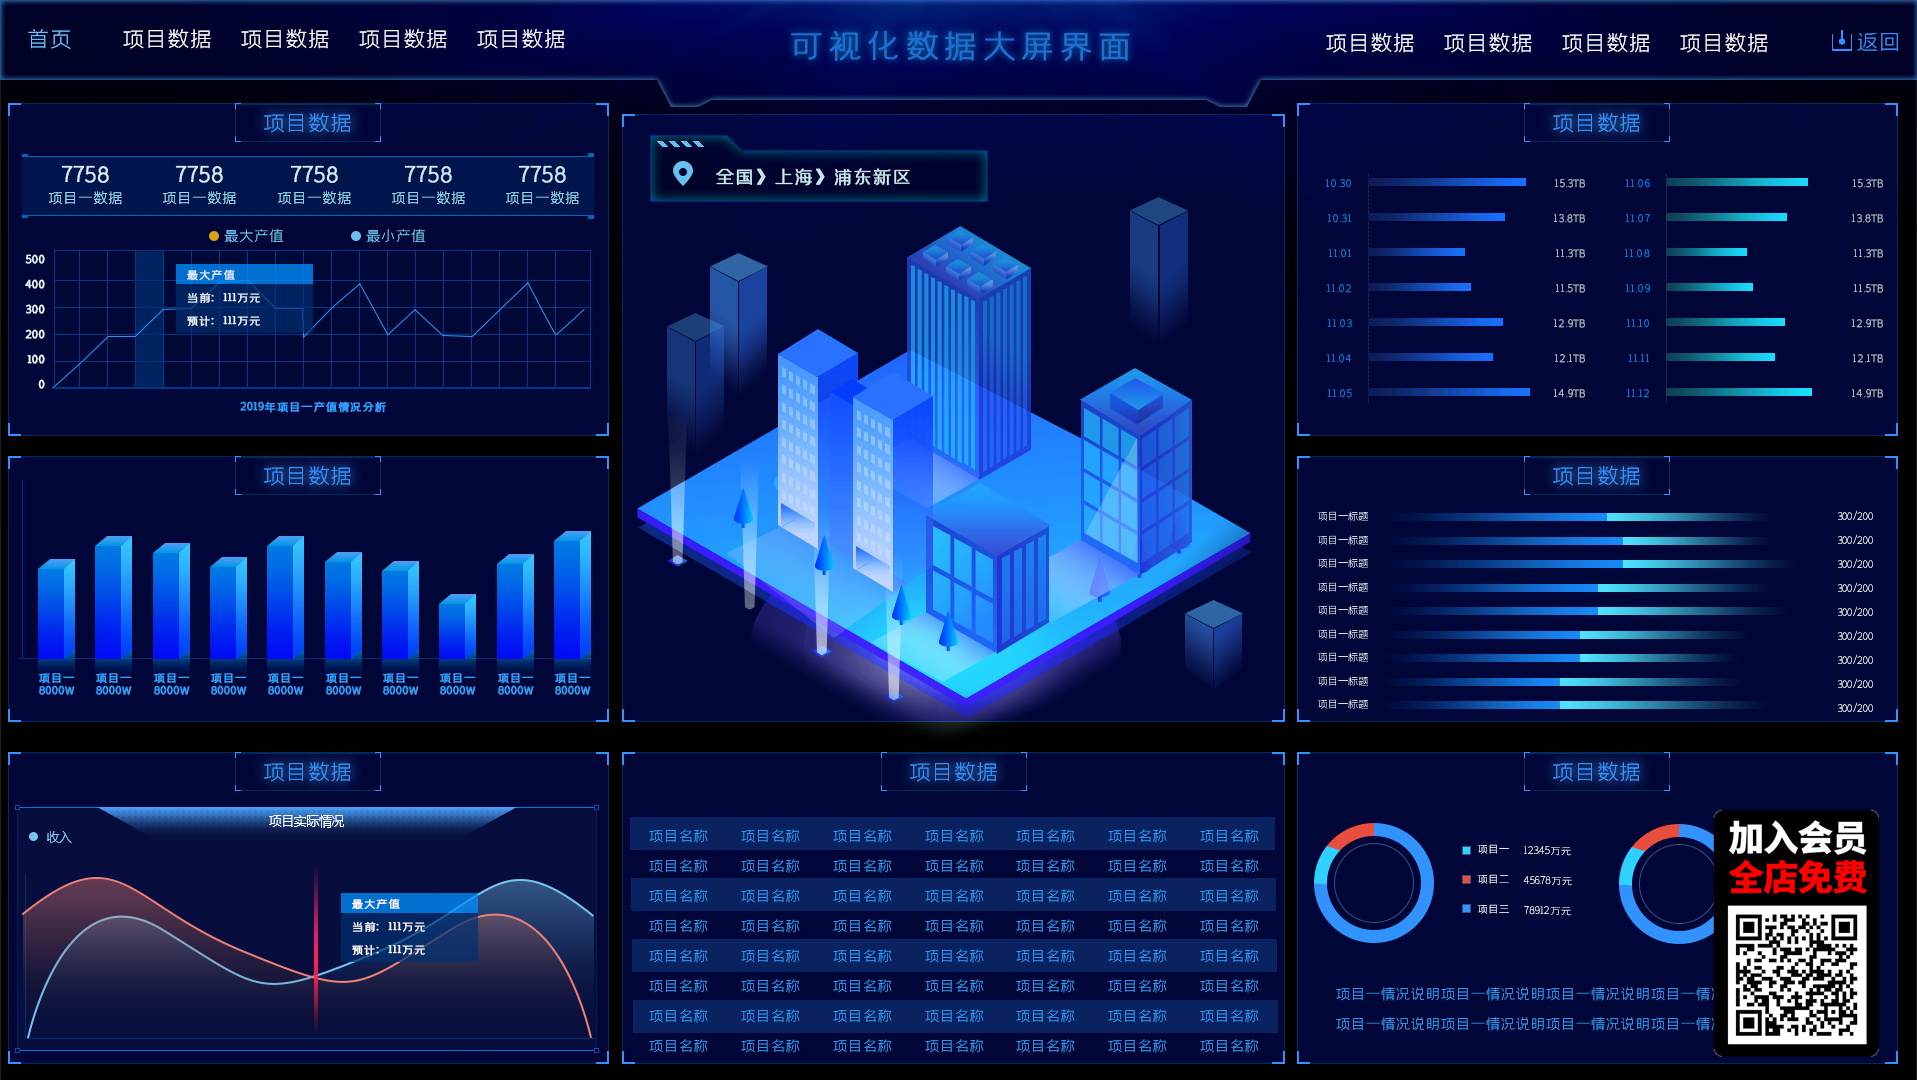 首页 项目数据 项目数据 项目数据 项目数据
可视化数据大屏界面
项目数据 项目数据 项目数据 项目数据 返回
项目数据
7758 7758 7758 7758 7758
项目一数据 项目一数据 项目一数据 项目一数据 项目一数据
最大产值 最小产值
500
400
300
200
100
0
最大产值
当前: 111万元
预计: 111万元
2019年项目一产值情况分析
项目数据
项目一 项目一 项目一 项目一 项目一 项目一 项目一 项目一 项目一 项目一
8000W 8000W 8000W 8000W 8000W 8000W 8000W 8000W 8000W 8000W
项目数据
项目实际情况
收入
最大产值
当前: 111万元
预计: 111万元
全国》上海》浦东新区
项目数据
项目名称 项目名称 项目名称 项目名称 项目名称 项目名称 项目名称
项目名称 项目名称 项目名称 项目名称 项目名称 项目名称 项目名称
项目名称 项目名称 项目名称 项目名称 项目名称 项目名称 项目名称
项目名称 项目名称 项目名称 项目名称 项目名称 项目名称 项目名称
项目名称 项目名称 项目名称 项目名称 项目名称 项目名称 项目名称
项目名称 项目名称 项目名称 项目名称 项目名称 项目名称 项目名称
项目名称 项目名称 项目名称 项目名称 项目名称 项目名称 项目名称
项目名称 项目名称 项目名称 项目名称 项目名称 项目名称 项目名称
项目数据
10.30 15.3TB 11.06 15.3TB
10.31 13.8TB 11.07 13.8TB
11.01 11.3TB 11.08 11.3TB
11.02 11.5TB 11.09 11.5TB
11.03 12.9TB 11.10 12.9TB
11.04 12.1TB 11.11 12.1TB
11.05 14.9TB 11.12 14.9TB
项目数据
项目一标题 300/200
项目一标题 300/200
项目一标题 300/200
项目一标题 300/200
项目一标题 300/200
项目一标题 300/200
项目一标题 300/200
项目一标题 300/200
项目一标题 300/200
项目数据
项目一 12345万元
项目二 45678万元
项目三 78912万元
项目一情况说明项目一情况说明项目一情况说明项目一情
项目一情况说明项目一情况说明项目一情况说明项目一情
加入会员
全店免费